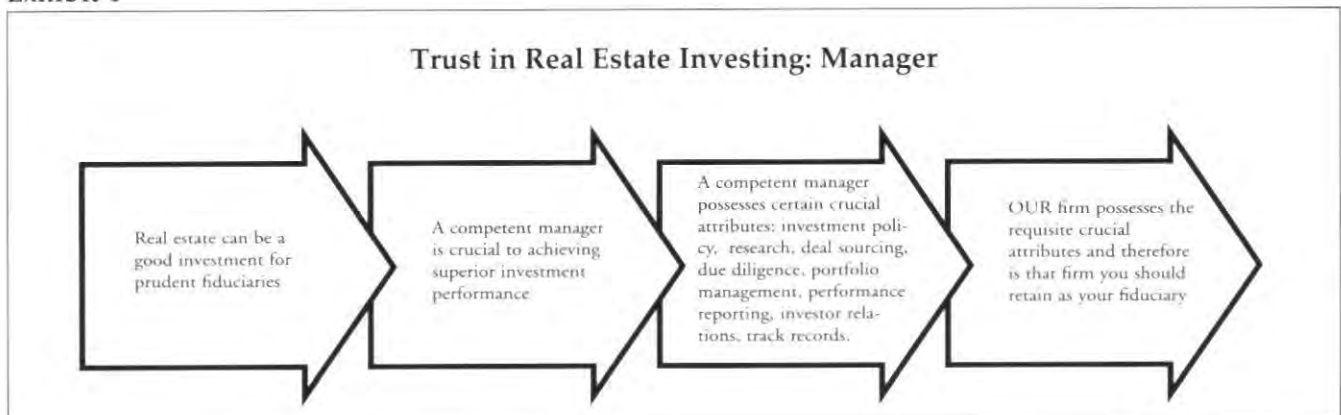 Trust in Real Estate Investing: Manager
Real estate can be a
good investment for
prudent fiduciaries
A competent manager
is crucial to achieving
superior investment
performance
A competent manager
possesses certain crucial
attributes: investment poli-
cy, research, deal sourcing,
due diligence, portfolio
management, performance
reporting, investor rela-
tions, track records.
OUR firm possesses the
requisite crucial
attributes and therefore
is that firm you should
retain as your fiduciary